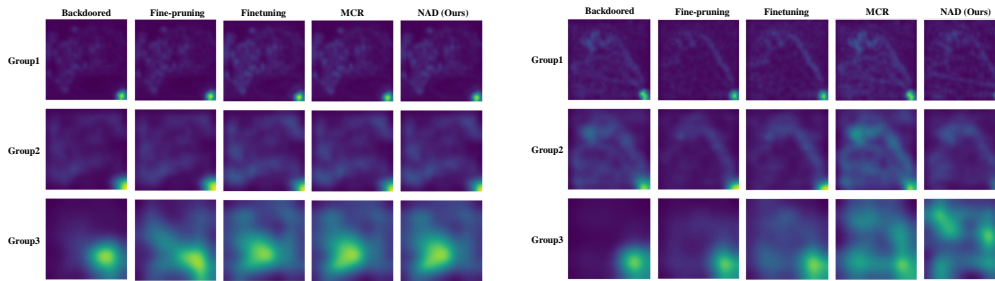 Backdoored Fine-pruning Finetuning MCR NAD (Ours)
Group1
Group2
Group3
Backdoored Fine-pruning Finetuning MCR NAD (Ours)
Group1
Group2
Group3